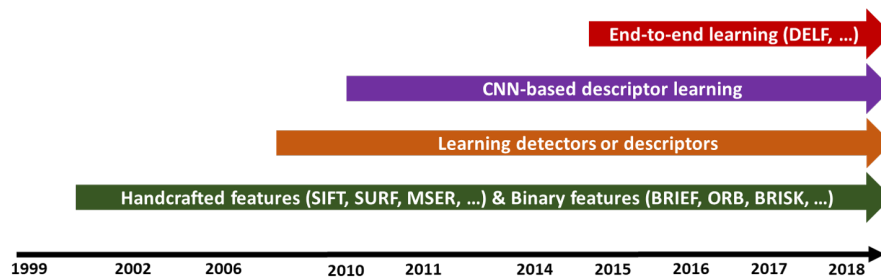 End-to-end learning (DELF, ...)
CNN-based descriptor learning
Learning detectors or descriptors
Handcrafted features (SIFT, SURF, MSER, ...) & Binary features (BRIEF, ORB, BRISK, ...)
1999 2002 2006 2010 2011 2014 2015 2016 2017 2018